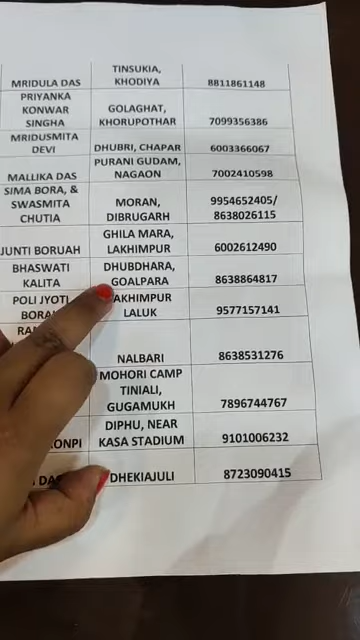 TINSUKIA,
MRIDULA DAS KHODIYA 8811861148
PRIYANKA
KONWAR GOLAGHAT,
SINGHA KHORUPOTHAR 7099356386
MRIDUSMITA
DEVI DHUBRI, CHAPAR 6003366067
PURANI GUDAM,
MALLIKA DAS NAGAON 7002410598
SIMA BORA, &
SWASMITA MORAN, 9954652405/
CHUTIA DIBRUGARH 8638026115
GHILA MARA,
JUNTI BORUAH LAKHIMPUR 6002612490
BHASWATI DHUBDHARA,
KALITA GOALPARA 8638864817
POLI JYOTI AKHIMPUR
LALUK 9577157141
NALBARI 8638531276
MOHORI CAMP
TINIALI,
GUGAMUKH 7896744767
DIPHU, NEAR
ONPI KASA STADIUM 9101006232
DHEKIAJULI 8723090415